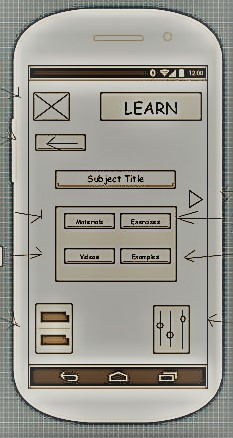 12:00
LEARN
Subject Title
Materials Exercises
Videos Examples